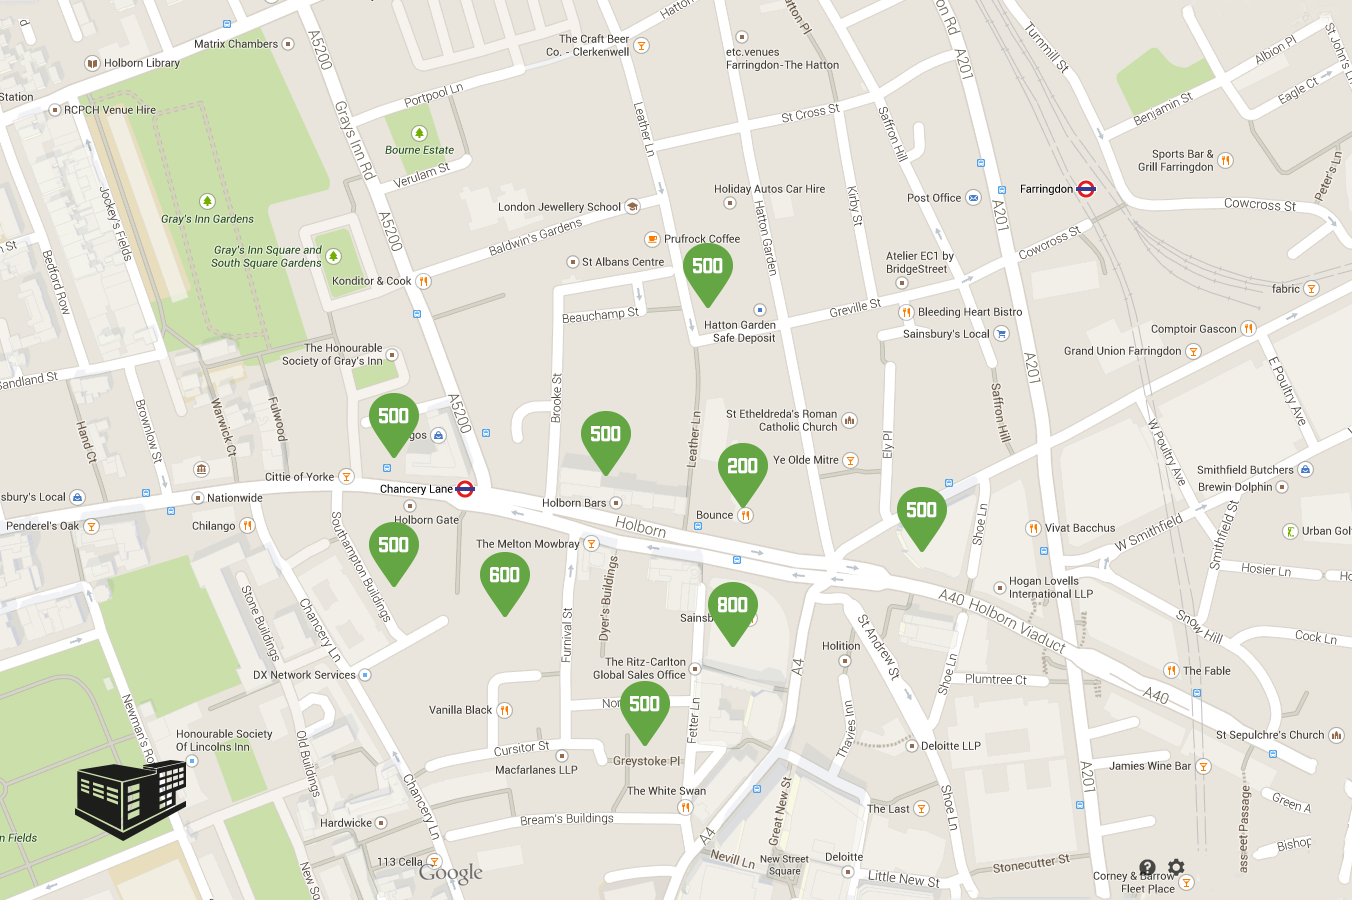 Matrix Chambers
Holborn Library
Station
RCPCH Venue Hire
A5200
Grays Inn Rd
A5200
A5200
Portpool Ln
Bourne Estate
Verulam St
The Craft Beer
Co. - Clerkenwell
etc.venues
Farringdon-The Hatton
Leather Ln
St Cross St
Saffron Hill
A201
Turnmill St
Albion Pl
Eagle Ct
Benjamin St
Sports Bar &
Grill Farringdon
Peter's Ln
Farringdon
Cowcross St
Cowcross St
Post Office
A201
Kirby St
Holiday Autos Car Hire
Hatton Garden
London Jewellery School
Prufrock Coffee
Baldwin's Gardens
St Albans Centre
500
Jockey's Fields
Gray's Inn Gardens
Gray's Inn Square and
South Square Gardens
Konditor & Cook
Bedford Row
Atelier EC1 by
BridgeStreet
fabric
Greville St
Bleeding Heart Bistro
Sainsbury's Local
Hatton Garden
Safe Deposit
Beauchamp St
Comptoir Gascon
Grand Union Farringdon
The Honourable
Society of Gray's Inn
Sandland St
Brownlow St
Hand Ct
Warwick Ct
Fulwood
Brooke St
Leather Ln
A201
E Poultry Ave
W Poultry Ave
Saffron Hill
500
500
St Etheldreda's Roman
Catholic Church
Ely Pl
Ye Olde Mitre
200
Smithfield Butchers
Brewin Dolphin
Cittie of Yorke
Chancery Lane
Nationwide
sbury's Local
Penderel's Oak
Chilango
Holborn Gate
Holborn Bars
Bounce
500
Shoe Ln
Vivat Bacchus
W Smithfield
Smithfield St
Urban Golf
Holborn
The Melton Mowbray
Southampton Buildings
500
600
Hosier Ln
Hogan Lovells
International LLP
A40 Holborn Viaduct
800
Sainsb
Dyer's Buildings
Furnival St
Stone Buildings
Chancery Ln
St Andrew St
Snow Hill
Cock Ln
Holition
The Ritz-Carlton
Global Sales Office
A4
Shoe Ln
Plumtree Ct
The Fable
A40
DX Network Services
Vanilla Black
Nor
500
Fetter Ln
Thavies Inn
Newman's Ro
Honourable Society
Of Lincolns Inn
Old Buildings
Cursitor St
Macfarlanes LLP
Greystoke Pl
Deloitte LLP
St Sepulchre's Church
Jamies Wine Bar
A201
The White Swan
Great New St
The Last
Shoe Ln
Green A
Chancery Ln
Hardwicke
Bream's Buildings
A4
n Fields
113 Cella
Google
Nevill Ln
New Street
Square
Deloitte
Little New St
Stonecutter St
Corney & Barrow
Fleet Place
Bishop